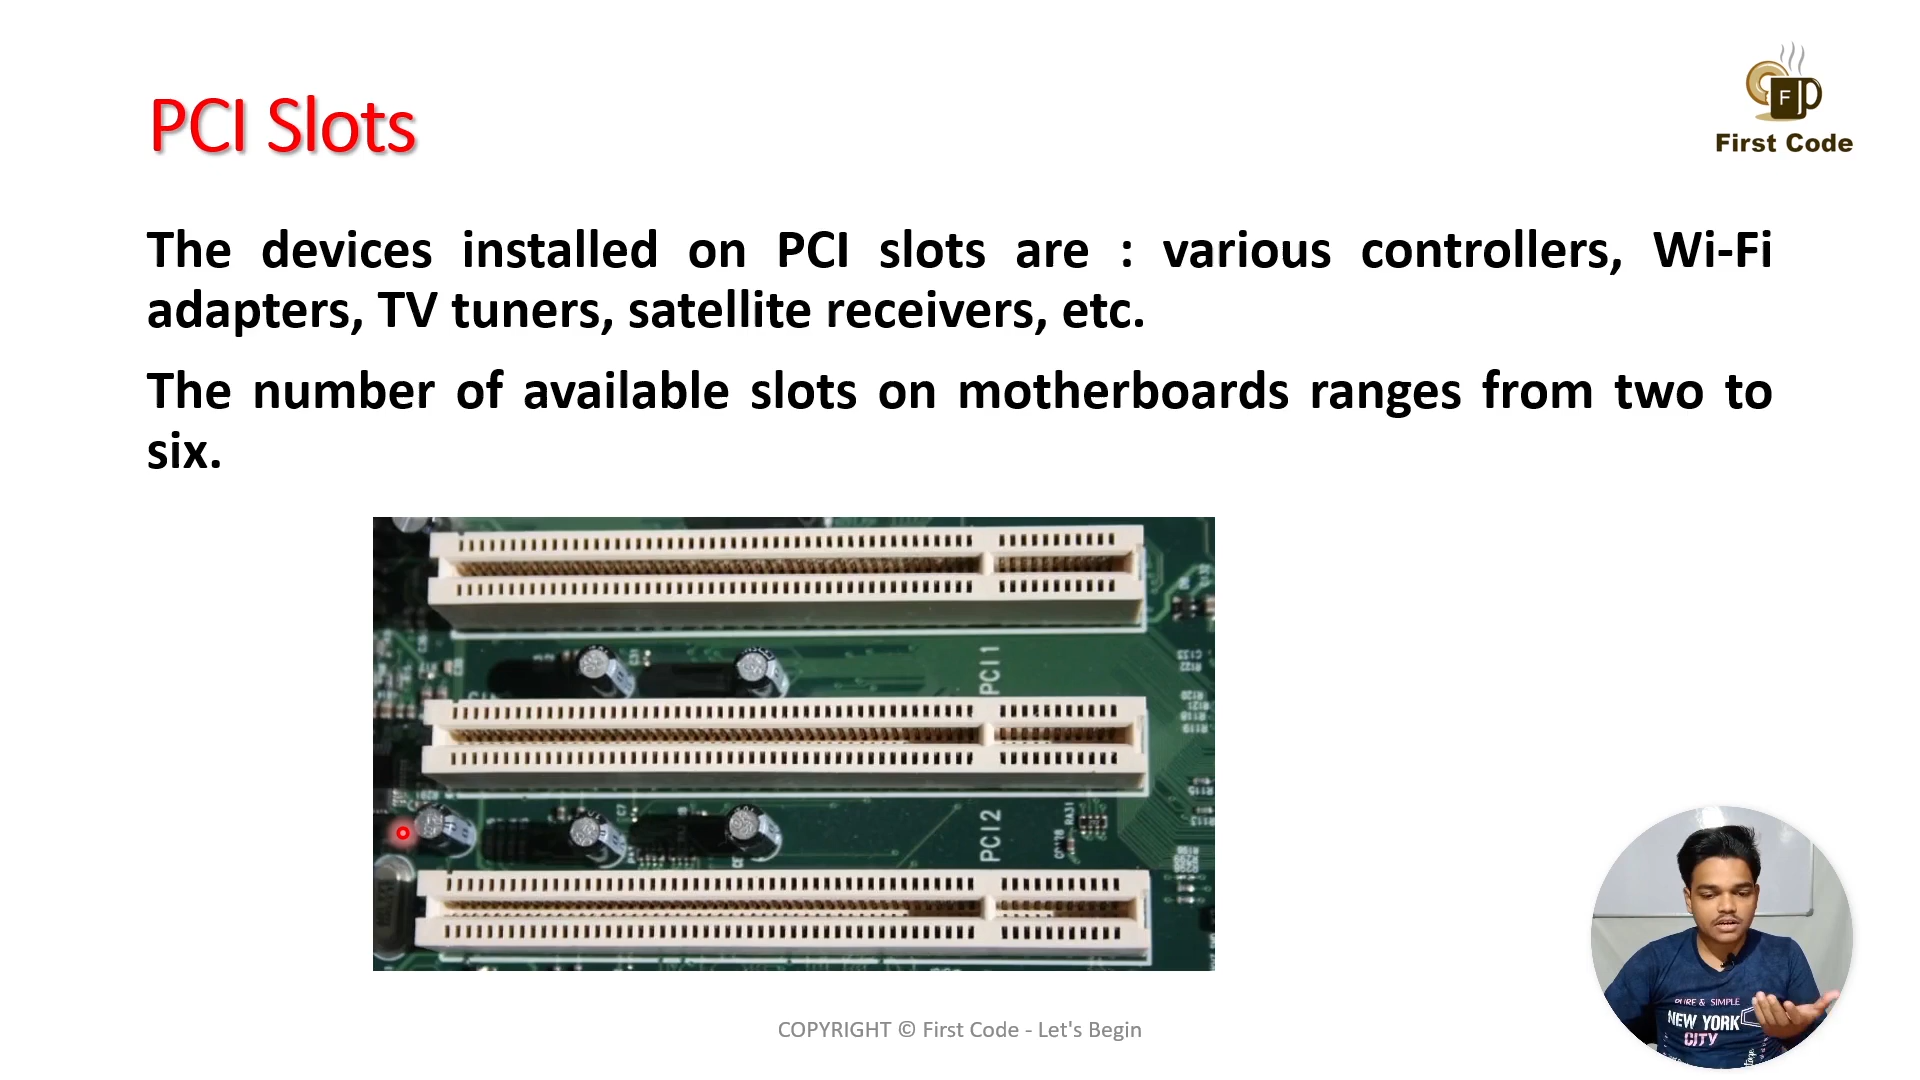 PCI Slots
F
First Code
The devices installed on PCI slots are : various controllers, Wi-Fi
adapters, TV tuners, satellite receivers, etc.
The number of available slots on motherboards ranges from two to
six.
PCI1
PCI2
RA31
C7
PURE & SIMPLE
NEW YORK
CITY
COPYRIGHT © First Code - Let's Begin